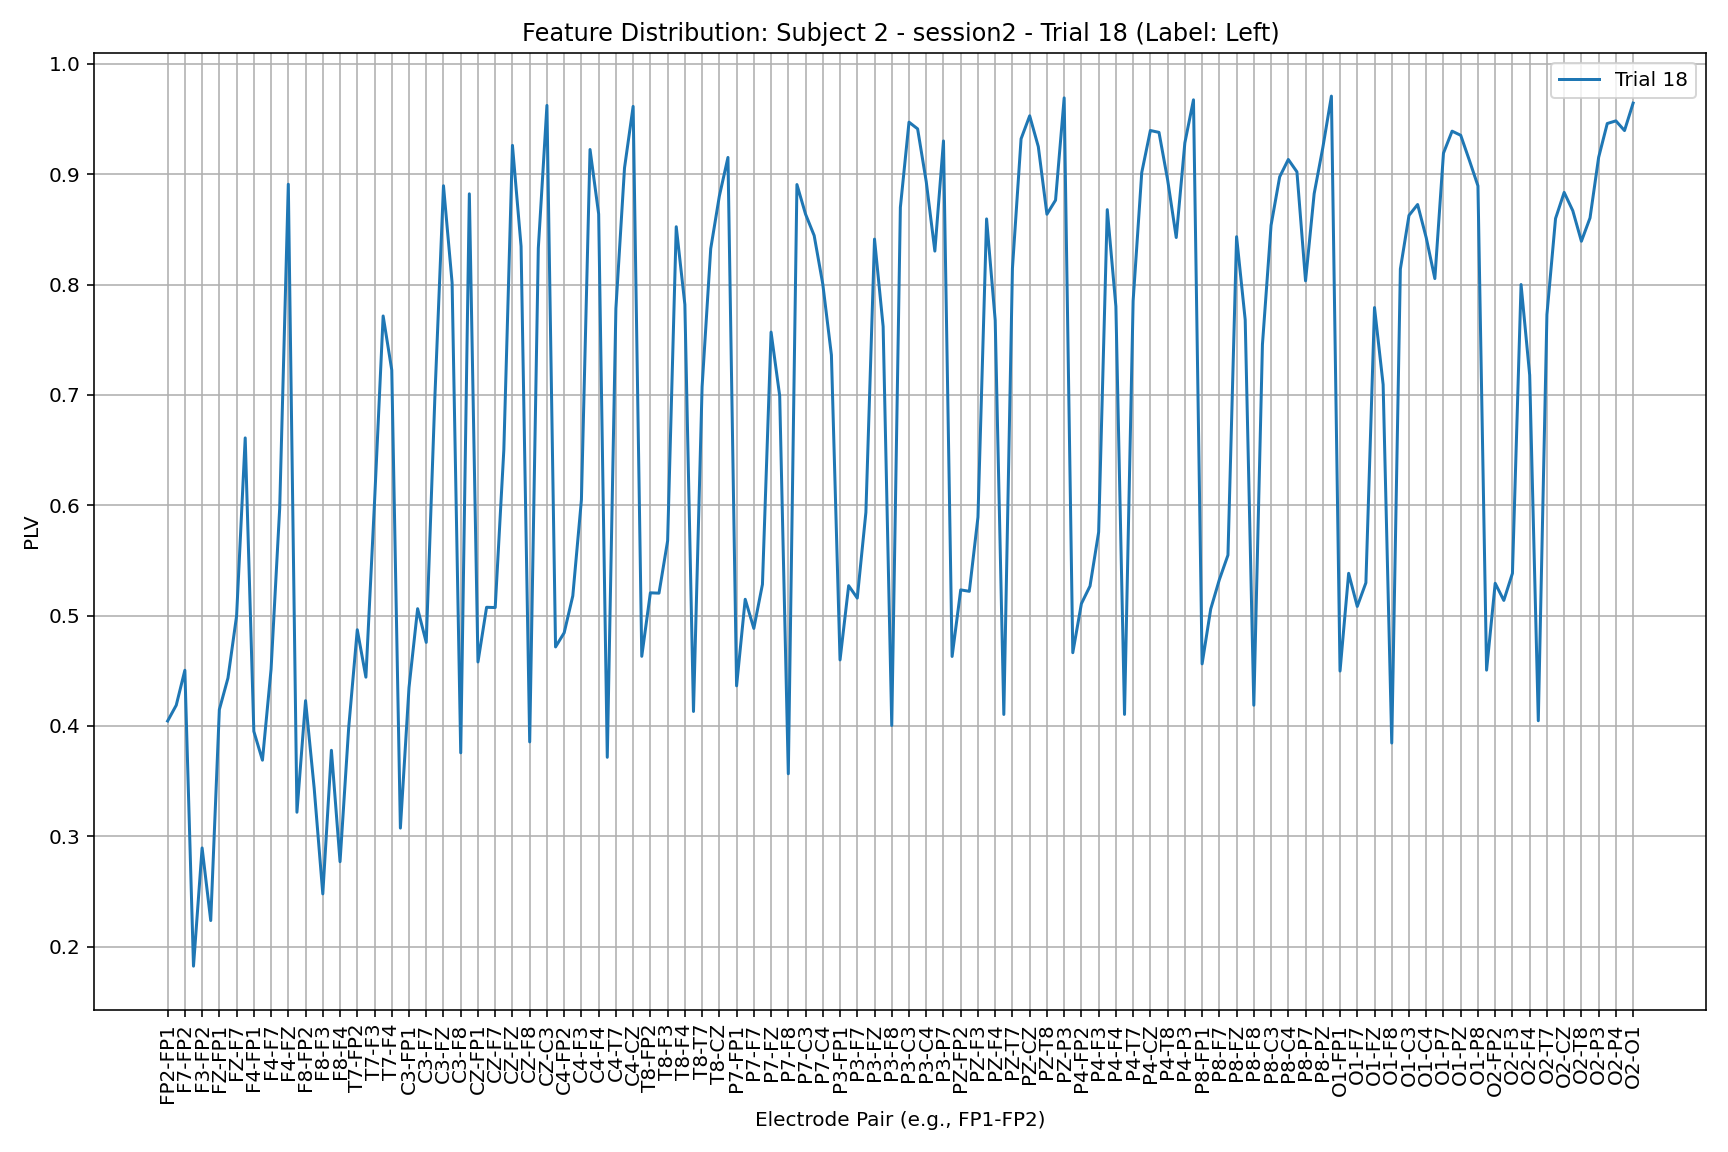 Feature Distribution: Subject 2 - session2 - Trial 18 (Label: Left)
Trial 18
1.0
0.9
0.8
0.7
0.6
0.5
0.4
0.3
0.2
PLV
FP2-FP1
F7-FP2
F3-FP2
FZ-FP1
FZ-F7
F4-FP1
F4-F7
F4-FZ
F8-FP2
F8-F3
F8-F4
T7-FP2
T7-F3
T7-F4
C3-FP1
C3-F7
C3-FZ
C3-F8
CZ-FP1
CZ-F7
CZ-FZ
CZ-F8
CZ-C3
C4-FP2
C4-F3
C4-F4
C4-T7
C4-CZ
T8-FP2
T8-F3
T8-F4
T8-T7
T8-CZ
P7-FP1
P7-F7
P7-FZ
P7-F8
P7-C3
P7-C4
P3-FP1
P3-F7
P3-FZ
P3-F8
P3-C3
P3-C4
P3-P7
PZ-FP2
PZ-F3
PZ-F4
PZ-T7
PZ-CZ
PZ-T8
PZ-P3
P4-FP2
P4-F3
P4-F4
P4-T7
P4-CZ
P4-T8
P4-P3
P8-FP1
P8-F7
P8-FZ
P8-F8
P8-C3
P8-C4
P8-P7
P8-PZ
O1-FP1
O1-F7
O1-FZ
O1-F8
O1-C3
O1-C4
O1-P7
O1-PZ
O1-P8
O2-FP2
O2-F3
O2-F4
O2-T7
O2-CZ
O2-T8
O2-P3
O2-P4
O2-O1
Electrode Pair (e.g., FP1-FP2)